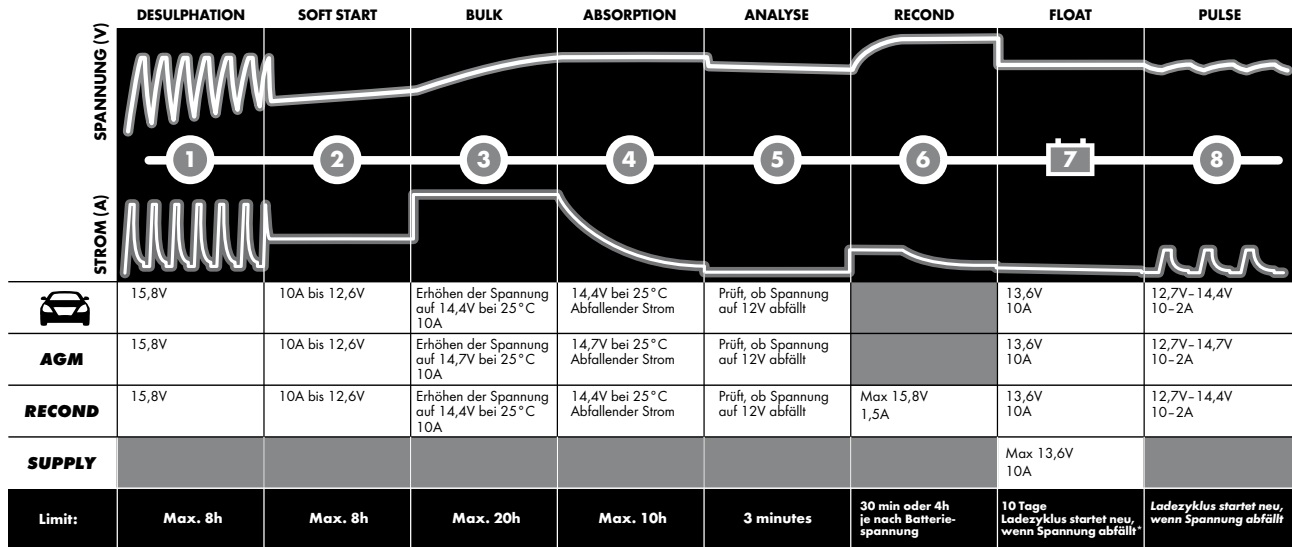 DESULPHATION SOFT START BULK ABSORPTION ANALYSE RECOND FLOAT PULSE
SPANNUNG (V)
1 2 3 4 5 6 7 8
STROM (A)
15,8V 10A bis 12,6V Erhöhen der Spannung 14,4V bei 25°C Prüft, ob Spannung 13,6V 12,7V–14,4V
auf 14,4V bei 25°C Abfallender Strom auf 12V abfällt 10A 10–2A
10A
AGM 15,8V 10A bis 12,6V Erhöhen der Spannung 14,7V bei 25°C Prüft, ob Spannung 13,6V 12,7V–14,7V
auf 14,7V bei 25°C Abfallender Strom auf 12V abfällt 10A 10–2A
10A
RECOND 15,8V 10A bis 12,6V Erhöhen der Spannung 14,4V bei 25°C Prüft, ob Spannung Max 15,8V 13,6V 12,7V–14,4V
auf 14,4V bei 25°C Abfallender Strom auf 12V abfällt 1,5A 10A 10–2A
10A
SUPPLY Max 13,6V
10A
Limit: Max. 8h Max. 8h Max. 20h Max. 10h 3 minutes 30 min oder 4h 10 Tage Ladezyklus startet neu,
je nach Batterie- Ladezyklus startet neu, wenn Spannung abfällt
spannung wenn Spannung abfällt*